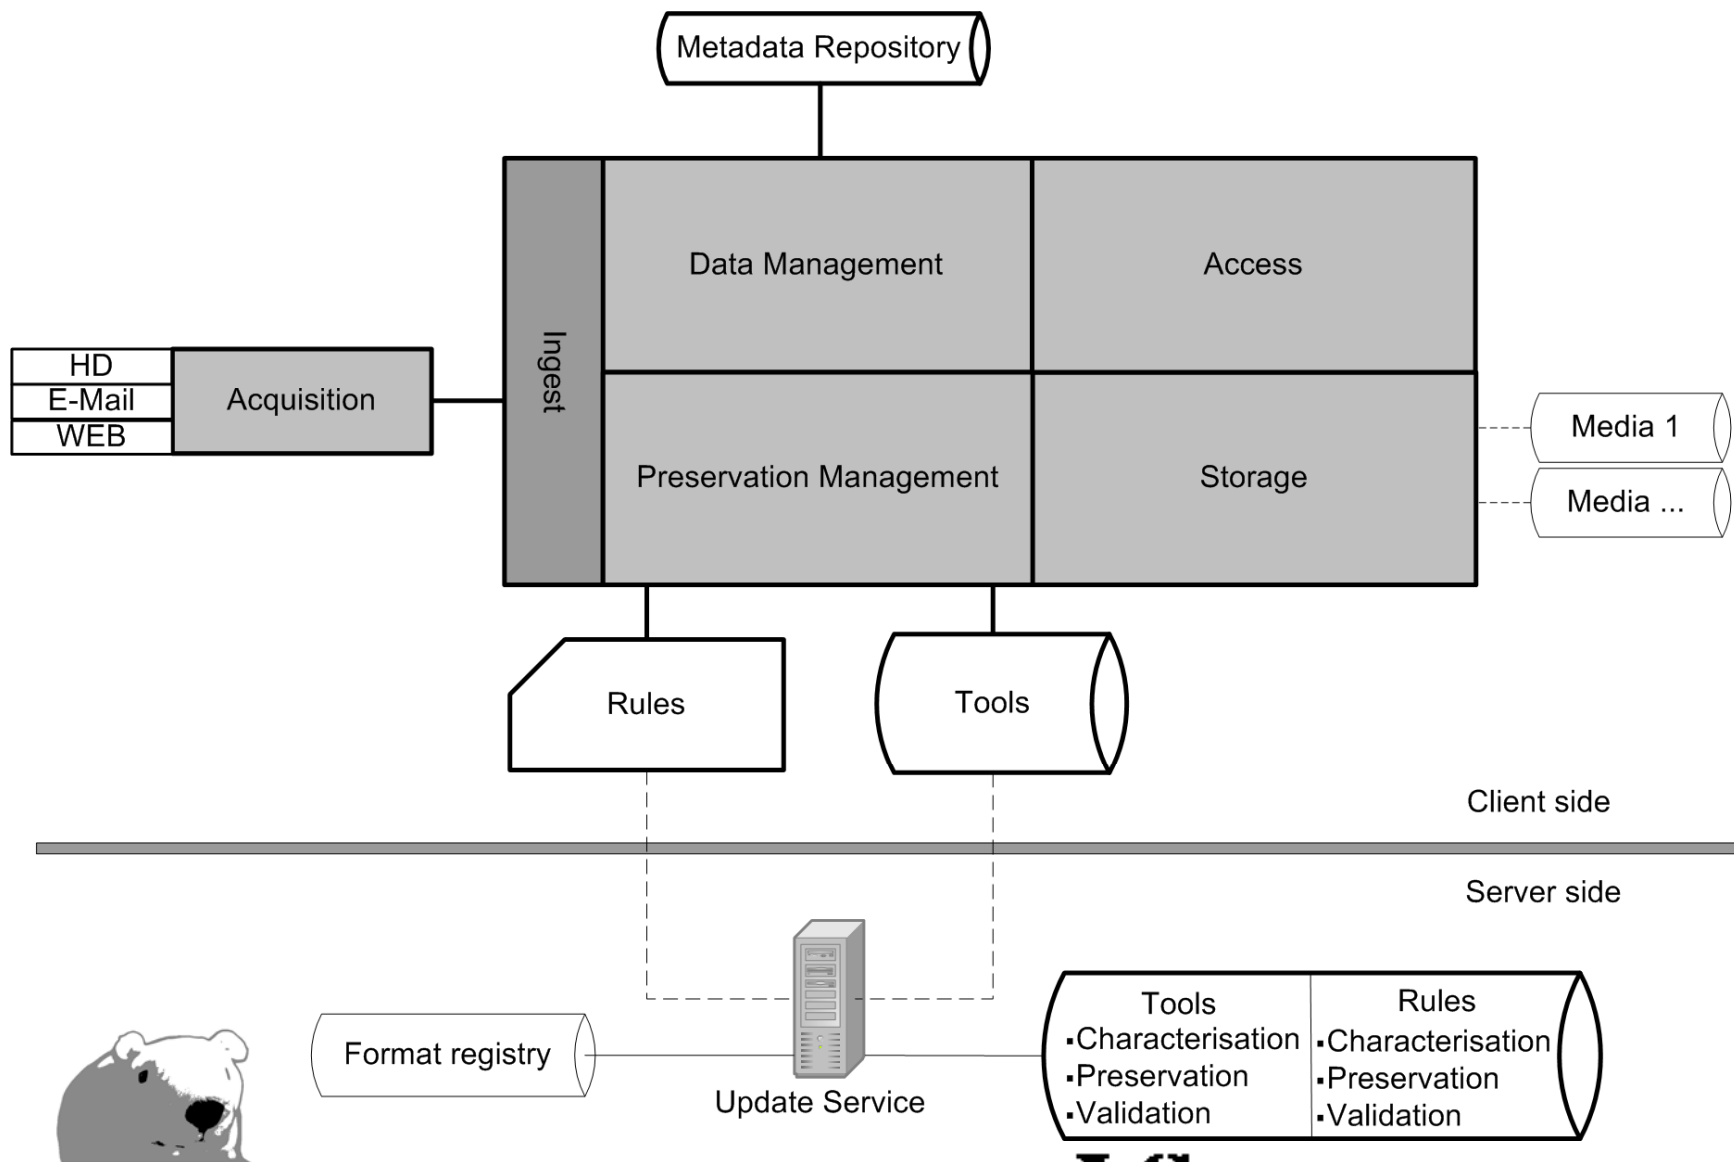 Metadata Repository
Data Management
Access
Ingest
HD
E-Mail
WEB
Acquisition
Preservation Management
Storage
Media 1
Media ...
Rules
Tools
Client side
Server side
Format registry
Update Service
Tools
▪Characterisation
▪Preservation
▪Validation
Rules
▪Characterisation
▪Preservation
▪Validation